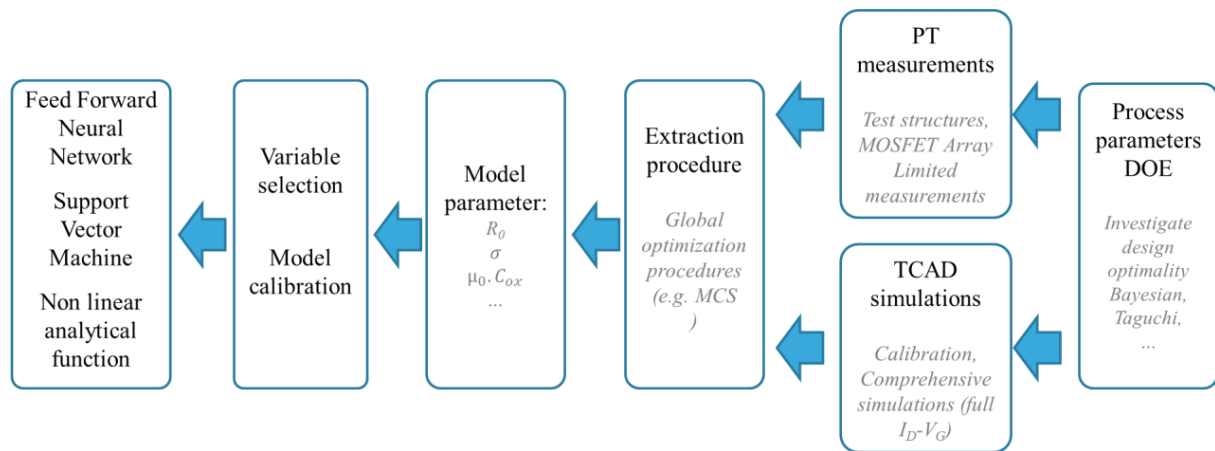 Feed Forward
Neural
Network
Support
Vector
Machine
Non linear
analytical
function
Variable
selection
Model
calibration
Model
parameter:
R₀
σ
μ₀. Cₒₓ
...
Extraction
procedure
Global
optimization
procedures
(e.g. MCS
)
PT
measurements
Test structures,
MOSFET Array
Limited
measurements
TCAD
simulations
Calibration,
Comprehensive
simulations (full
I_D-V_G)
Process
parameters
DOE
Investigate
design
optimality
Bayesian,
Taguchi,
...